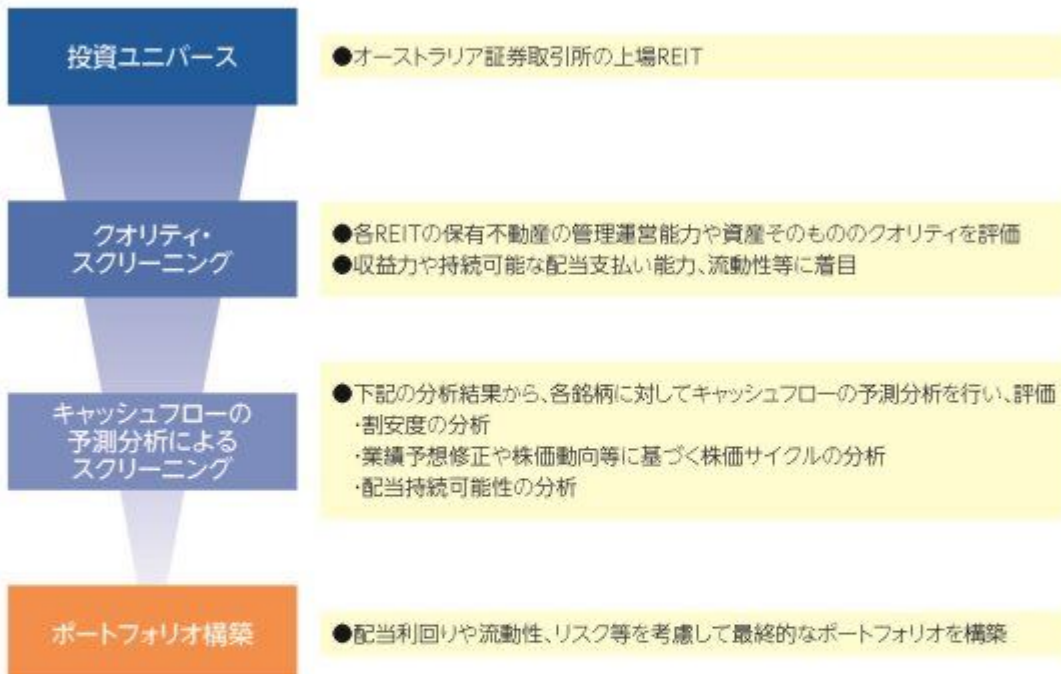 投資ユニバース
●オーストラリア証券取引所の上場REIT
クオリティ・
スクリーニング
●各REITの保有不動産の管理運営能力や資産そのもののクオリティを評価
●収益力や持続可能な配当支払い能力、流動性等に着目
キャッシュフローの
予測分析による
スクリーニング
●下記の分析結果から、各銘柄に対してキャッシュフローの予測分析を行い、評価
・割安度の分析
・業績予想修正や株価動向等に基づく株価サイクルの分析
・配当持続可能性の分析
ポートフォリオ構築
●配当利回りや流動性、リスク等を考慮して最終的なポートフォリオを構築